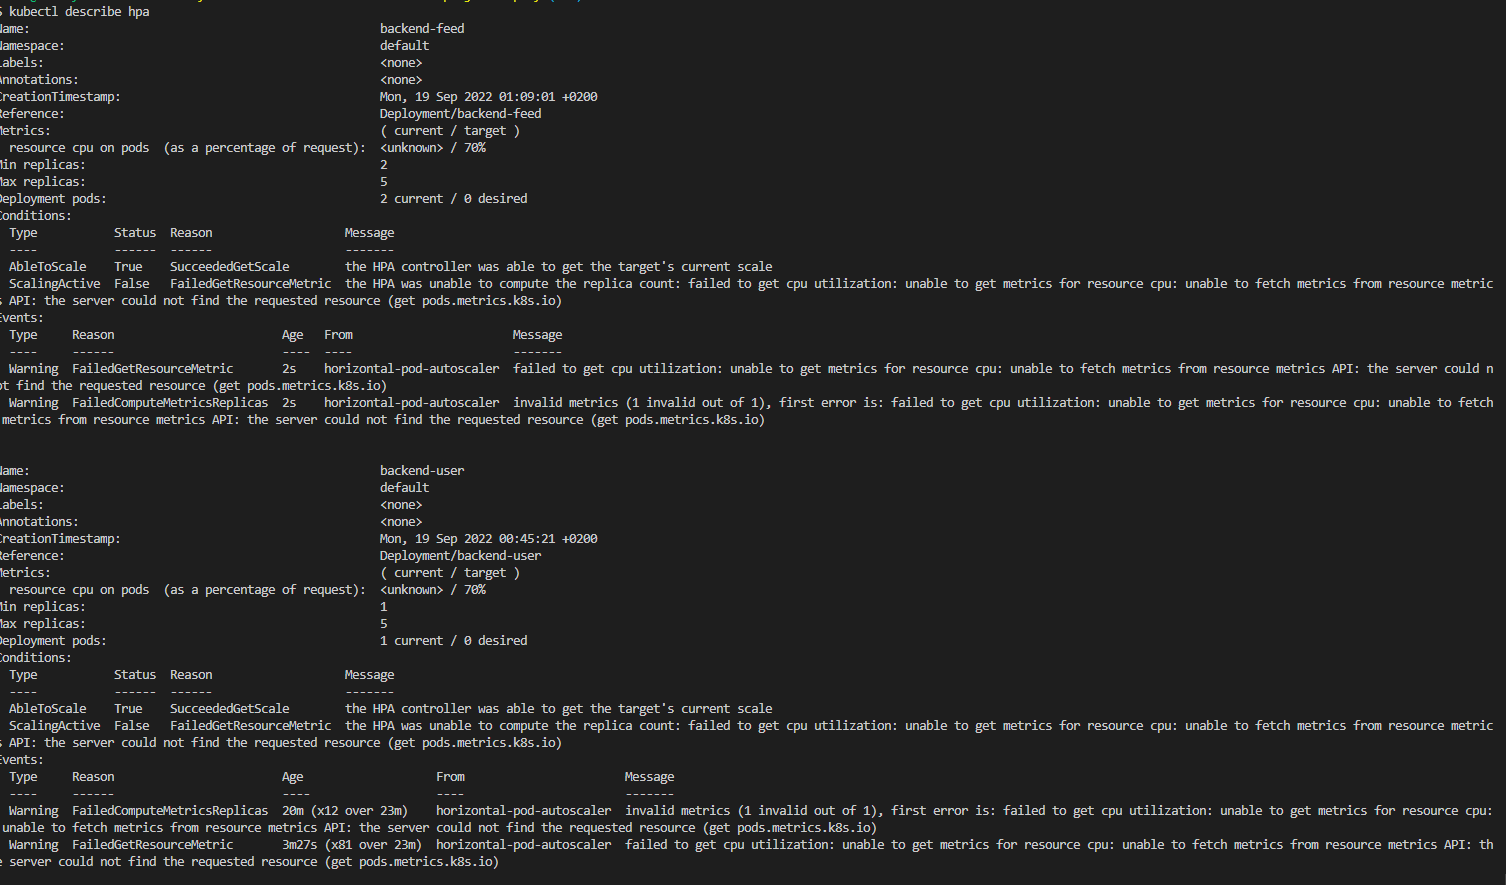 $ kubectl describe hpa
Name: backend-feed
Namespace: default
Labels: <none>
Annotations: <none>
CreationTimestamp: Mon, 19 Sep 2022 01:09:01 +0200
Reference: Deployment/backend-feed
Metrics: ( current / target )
resource cpu on pods (as a percentage of request): <unknown> / 70%
Min replicas: 2
Max replicas: 5
Deployment pods: 2 current / 0 desired
Conditions:
Type Status Reason Message
---- ------ ------ -------
AbleToScale True SucceededGetScale the HPA controller was able to get the target's current scale
ScalingActive False FailedGetResourceMetric the HPA was unable to compute the replica count: failed to get cpu utilization: unable to get metrics for resource cpu: unable to fetch metrics from resource metric
s API: the server could not find the requested resource (get pods.metrics.k8s.io)
Events:
Type Reason Age From Message
---- ------ ---- ---- -------
Warning FailedGetResourceMetric 2s horizontal-pod-autoscaler failed to get cpu utilization: unable to get metrics for resource cpu: unable to fetch metrics from resource metrics API: the server could n
ot find the requested resource (get pods.metrics.k8s.io)
Warning FailedComputeMetricsReplicas 2s horizontal-pod-autoscaler invalid metrics (1 invalid out of 1), first error is: failed to get cpu utilization: unable to get metrics for resource cpu: unable to fetch
metrics from resource metrics API: the server could not find the requested resource (get pods.metrics.k8s.io)
Name: backend-user
Namespace: default
Labels: <none>
Annotations: <none>
CreationTimestamp: Mon, 19 Sep 2022 00:45:21 +0200
Reference: Deployment/backend-user
Metrics: ( current / target )
resource cpu on pods (as a percentage of request): <unknown> / 70%
Min replicas: 1
Max replicas: 5
Deployment pods: 1 current / 0 desired
Conditions:
Type Status Reason Message
---- ------ ------ -------
AbleToScale True SucceededGetScale the HPA controller was able to get the target's current scale
ScalingActive False FailedGetResourceMetric the HPA was unable to compute the replica count: failed to get cpu utilization: unable to get metrics for resource cpu: unable to fetch metrics from resource metric
s API: the server could not find the requested resource (get pods.metrics.k8s.io)
Events:
Type Reason Age From Message
---- ------ ---- ---- -------
Warning FailedComputeMetricsReplicas 20m (x12 over 23m) horizontal-pod-autoscaler invalid metrics (1 invalid out of 1), first error is: failed to get cpu utilization: unable to get metrics for resource cpu:
unable to fetch metrics from resource metrics API: the server could not find the requested resource (get pods.metrics.k8s.io)
Warning FailedGetResourceMetric 3m27s (x81 over 23m) horizontal-pod-autoscaler failed to get cpu utilization: unable to get metrics for resource cpu: unable to fetch metrics from resource metrics API: th
e server could not find the requested resource (get pods.metrics.k8s.io)